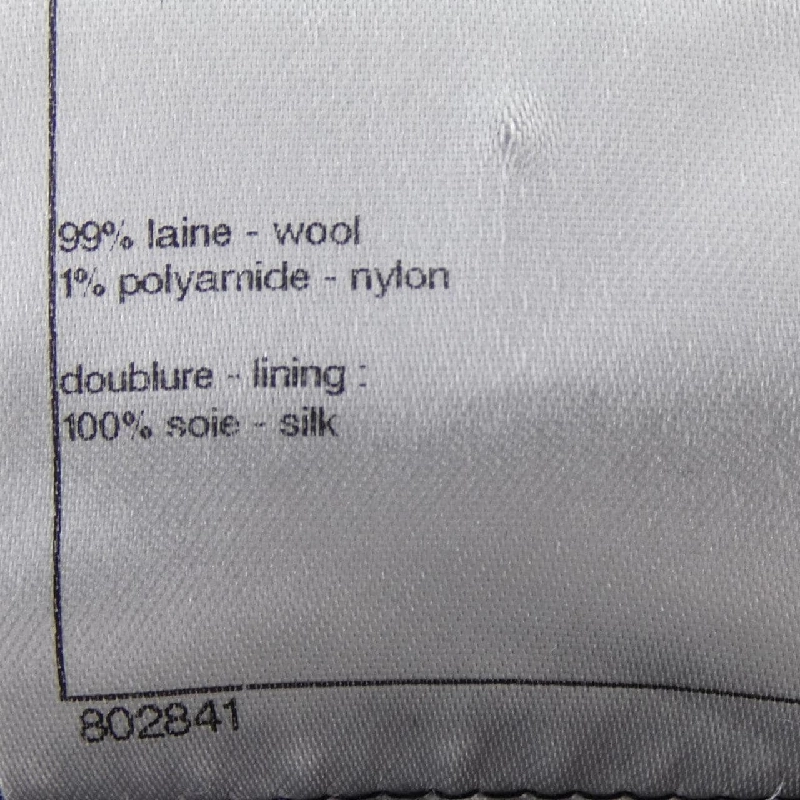 99% laine - wool
1% polyamide - nylon
doublure - lining :
100% soie - silk
802841